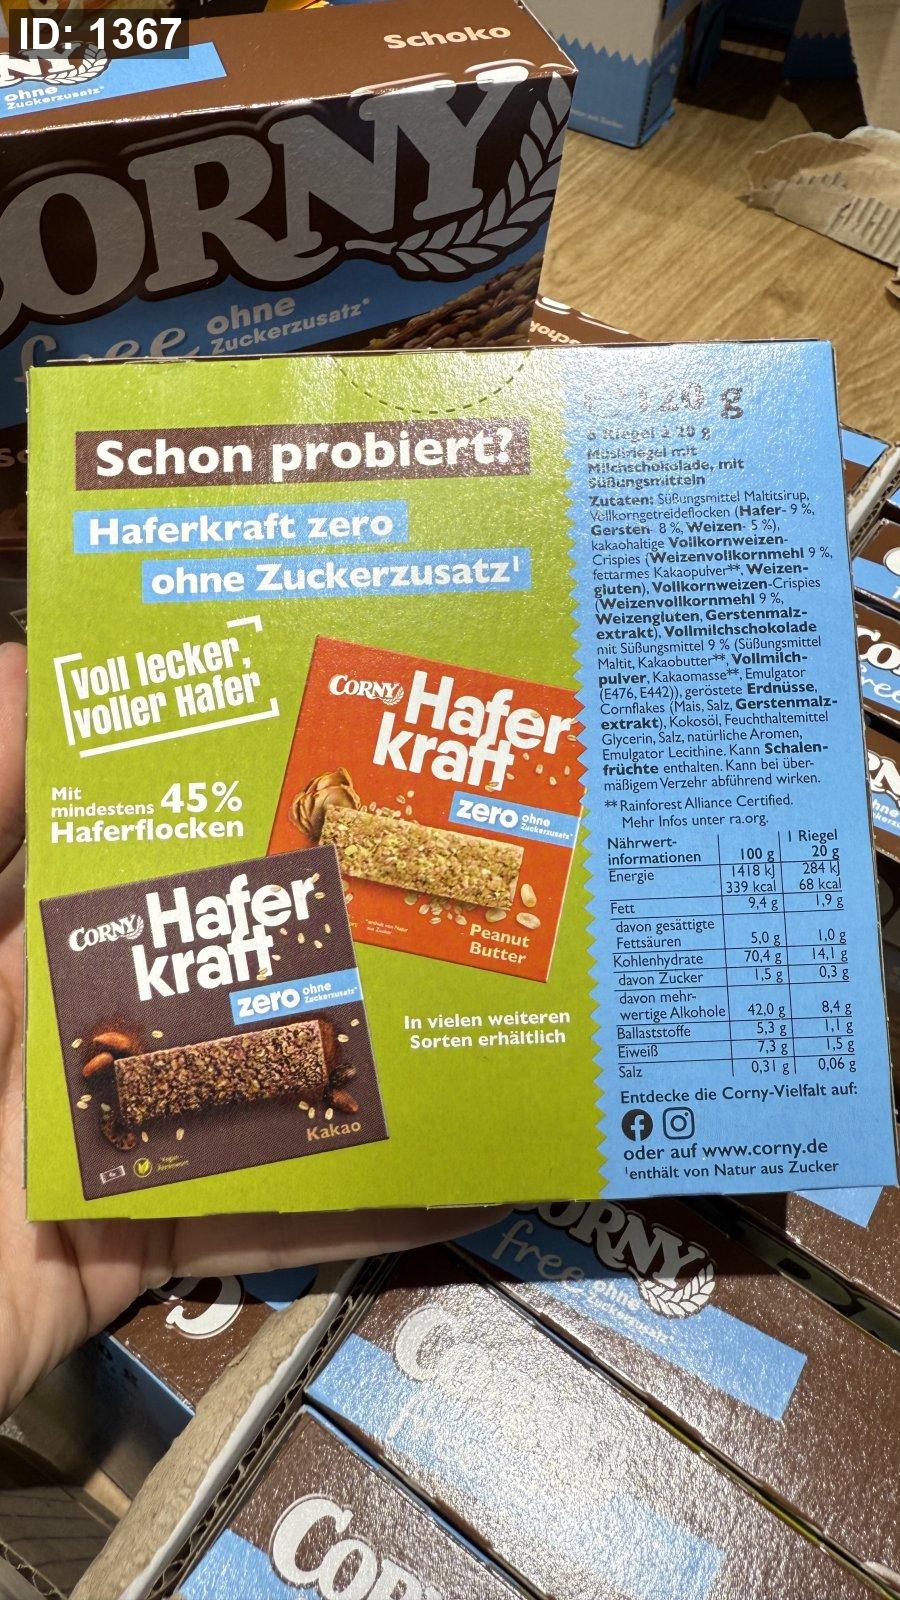 ID: 1367
Schoko
ohne
Zuckerzusatz*
CORNY
free ohne
Zuckerzusatz*
Schon probiert?
Haferkraft zero
ohne Zuckerzusatz¹
Voll lecker,
voller Hafer
Mit
mindestens 45%
Haferflocken
CORNY
Hafer
kraft
zero ohne
Zuckerzusatz*
Peanut
Butter
CORNY
Hafer
kraft
zero ohne
Zuckerzusatz*
Kakao
In vielen weiteren
Sorten erhältlich
120 g
6 Riegel à 20 g
Müsliriegel mit
Milchschokolade, mit
Süßungsmitteln
Zutaten: Süßungsmittel Maltitsirup,
Vollkorngetreideflocken (Hafer- 9 %,
Gersten- 8 %, Weizen- 5 %),
kakaohaltige Vollkornweizen-
Crispies (Weizenvollkornmehl 9 %,
fettarmes Kakaopulver**, Weizen-
gluten), Vollkornweizen-Crispies
(Weizenvollkornmehl 9 %,
Weizengluten, Gerstenmalz-
extrakt), Vollmilchschokolade
mit Süßungsmittel 9 % (Süßungsmittel
Maltit, Kakaobutter**, Vollmilch-
pulver, Kakaomasse**, Emulgator
(E476, E442)), geröstete Erdnüsse,
Cornflakes (Mais, Salz, Gerstenmalz-
extrakt), Kokosöl, Feuchthaltemittel
Glycerin, Salz, natürliche Aromen,
Emulgator Lecithine. Kann Schalen-
früchte enthalten. Kann bei über-
mäßigem Verzehr abführend wirken.
** Rainforest Alliance Certified.
Mehr Infos unter ra.org.
Nährwert-
informationen 100 g 1 Riegel 20 g
Energie 1418 kJ 284 kJ
339 kcal 68 kcal
Fett 9,4 g 1,9 g
davon gesättigte
Fettsäuren 5,0 g 1,0 g
Kohlenhydrate 70,4 g 14,1 g
davon Zucker 1,5 g 0,3 g
davon mehr-
wertige Alkohole 42,0 g 8,4 g
Ballaststoffe 5,3 g 1,1 g
Eiweiß 7,3 g 1,5 g
Salz 0,31 g 0,06 g
Entdecke die Corny-Vielfalt auf:
oder auf www.corny.de
¹enthält von Natur aus Zucker
CORNY
free ohne
Zuckerzusatz*